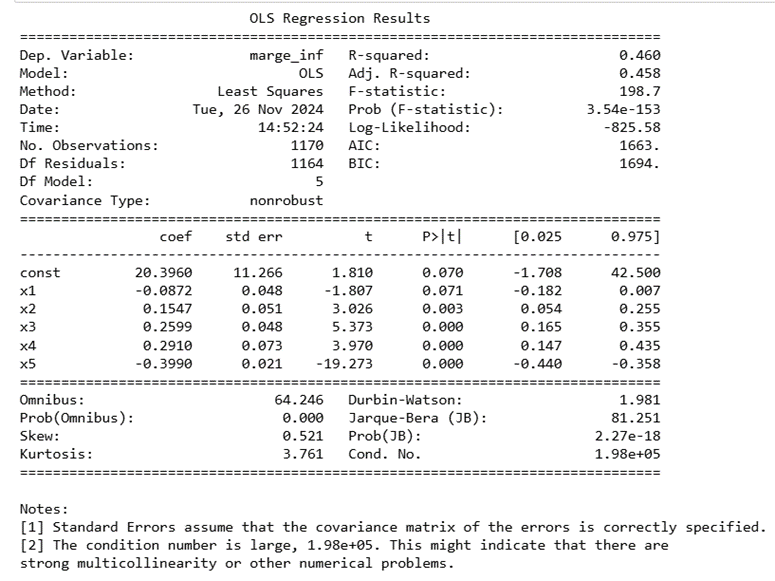 OLS Regression Results
==============================================================================
Dep. Variable:              marge_inf   R-squared:                       0.460
Model:                            OLS   Adj. R-squared:                  0.458
Method:                 Least Squares   F-statistic:                     198.7
Date:                Tue, 26 Nov 2024   Prob (F-statistic):          3.54e-153
Time:                        14:52:24   Log-Likelihood:                -825.58
No. Observations:                1170   AIC:                             1663.
Df Residuals:                    1164   BIC:                             1694.
Df Model:                           5
Covariance Type:            nonrobust
==============================================================================
                 coef    std err          t      P>|t|      [0.025      0.975]
------------------------------------------------------------------------------
const         20.3960     11.266      1.810      0.070      -1.708      42.500
x1            -0.0872      0.048     -1.807      0.071      -0.182       0.007
x2             0.1547      0.051      3.026      0.003       0.054       0.255
x3             0.2599      0.048      5.373      0.000       0.165       0.355
x4             0.2910      0.073      3.970      0.000       0.147       0.435
x5            -0.3990      0.021    -19.273      0.000      -0.440      -0.358
==============================================================================
Omnibus:                       64.246   Durbin-Watson:                   1.981
Prob(Omnibus):                  0.000   Jarque-Bera (JB):               81.251
Skew:                           0.521   Prob(JB):                     2.27e-18
Kurtosis:                       3.761   Cond. No.                     1.98e+05
==============================================================================
Notes:
[1] Standard Errors assume that the covariance matrix of the errors is correctly specified.
[2] The condition number is large, 1.98e+05. This might indicate that there are
strong multicollinearity or other numerical problems.